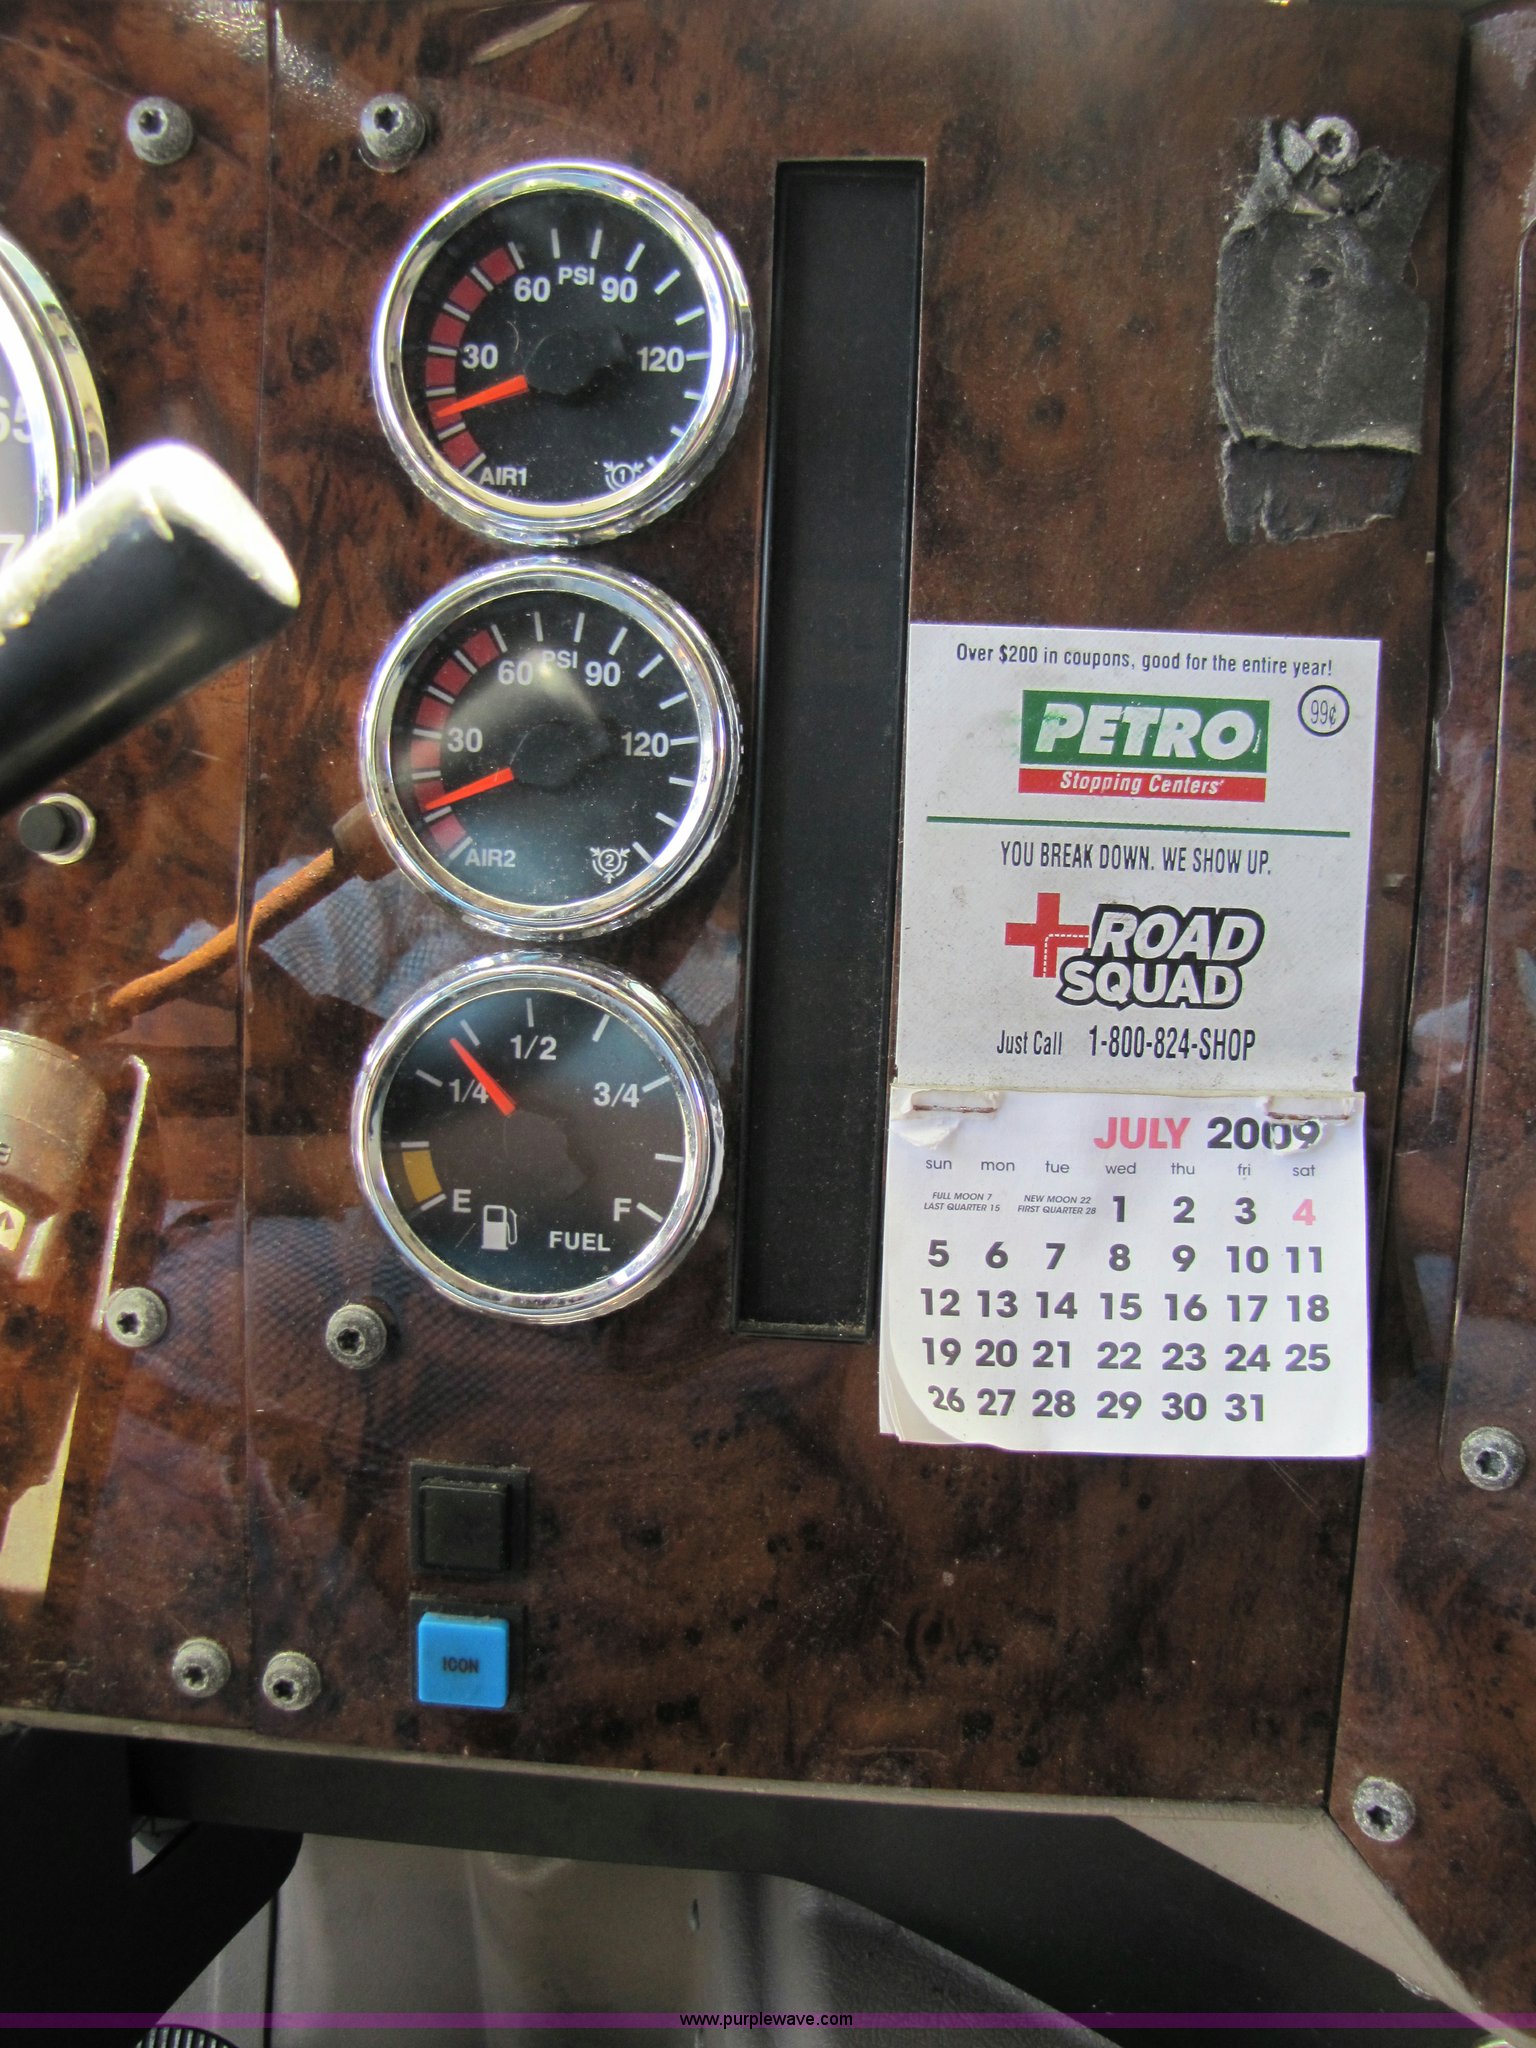 65
7
60 PSI 90
30
120
AIR1
1
60 PSI 90
30
120
AIR2
2
1/2
1/4
3/4
E
F
FUEL
ICON
Over $200 in coupons, good for the entire year!
PETRO
99¢
Stopping Centers
YOU BREAK DOWN. WE SHOW UP.
ROAD
SQUAD
Just Call 1-800-824-SHOP
JULY 2009
sun mon tue wed thu fri sat
FULL MOON 7
LAST QUARTER 15
NEW MOON 22
FIRST QUARTER 28
1 2 3 4
5 6 7 8 9 10 11
12 13 14 15 16 17 18
19 20 21 22 23 24 25
26 27 28 29 30 31
www.purplewave.com